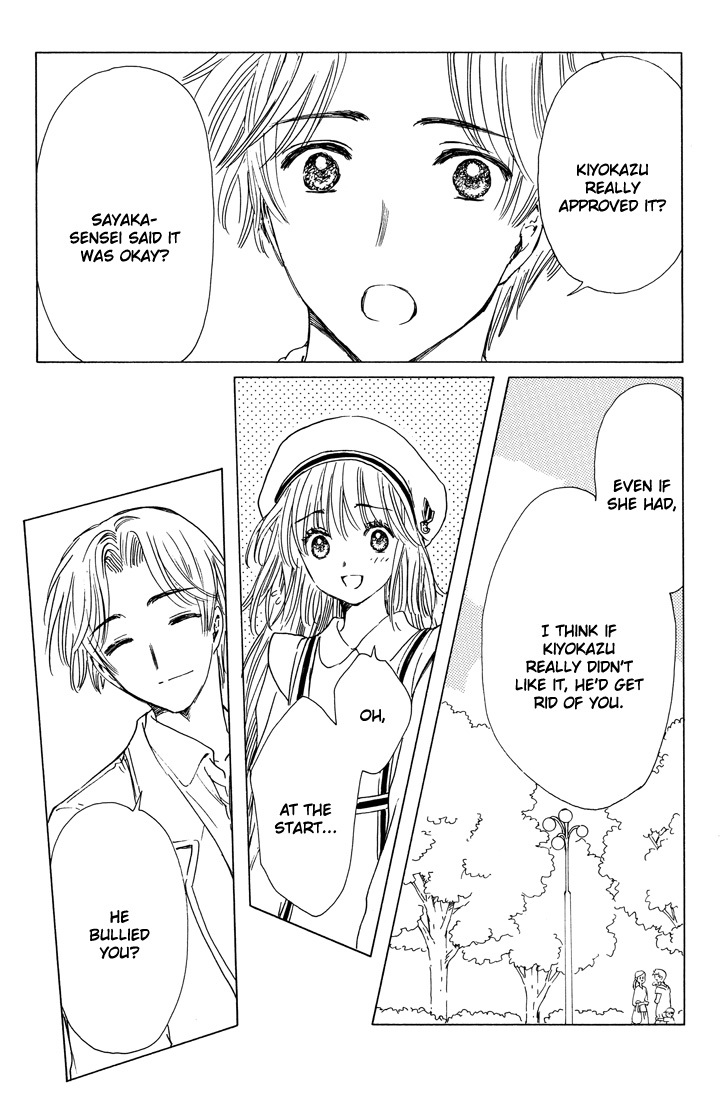 KIYOKAZU
REALLY
APPROVED IT?
SAYAKA-
SENSEI SAID IT
WAS OKAY?
EVEN IF
SHE HAD,
I THINK IF
KIYOKAZU
REALLY DIDN'T
LIKE IT, HE'D GET
RID OF YOU.
OH,
AT THE
START...
HE
BULLIED
YOU?